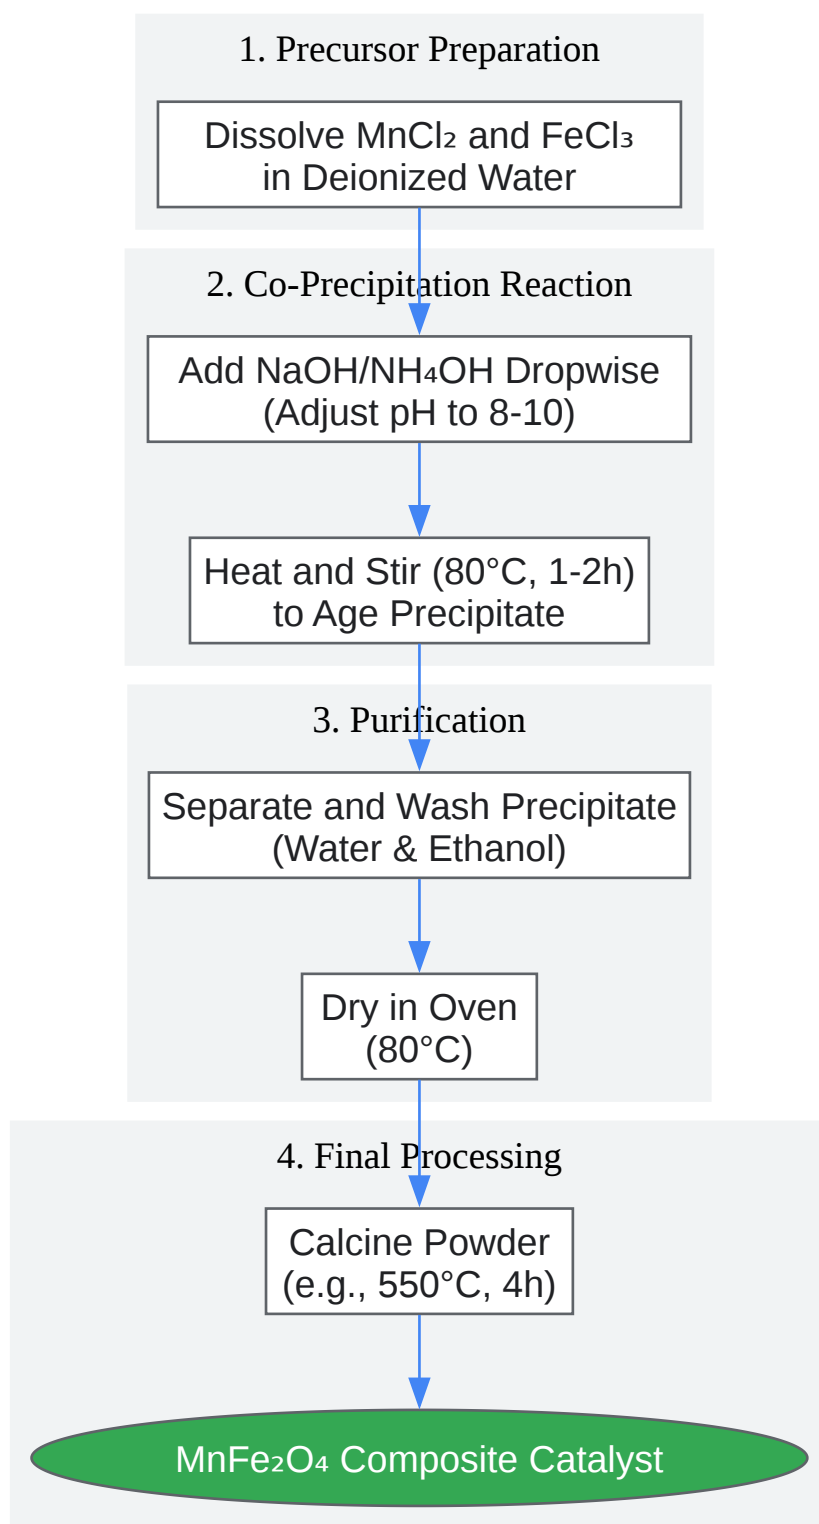 1. Precursor Preparation
Dissolve MnCl₂ and FeCl₃
in Deionized Water
2. Co-Precipitation Reaction
Add NaOH/NH₄OH Dropwise
(Adjust pH to 8-10)
Heat and Stir (80°C, 1-2h)
to Age Precipitate
3. Purification
Separate and Wash Precipitate
(Water & Ethanol)
Dry in Oven
(80°C)
4. Final Processing
Calcine Powder
(e.g., 550°C, 4h)
MnFe₂O₄ Composite Catalyst